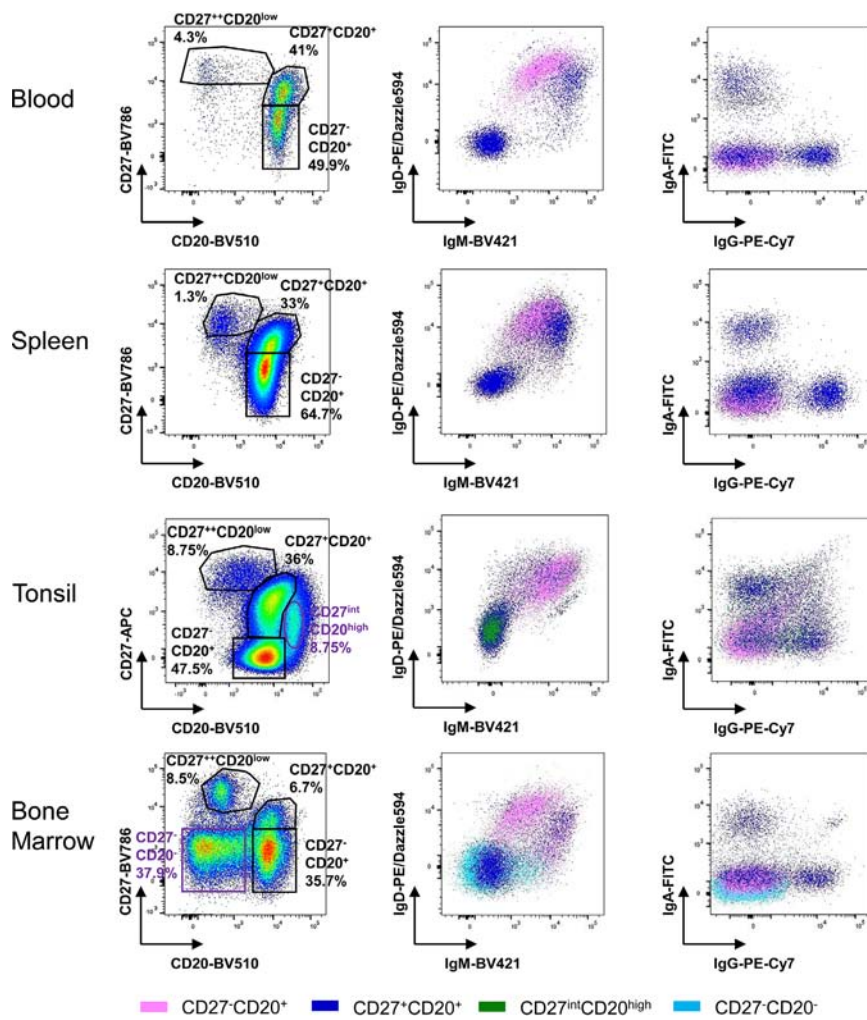 CD27⁺⁺CD20ˡᵒʷ
4.3%
CD27⁺CD20⁺
41%
Blood
CD27⁻
CD20⁺
49.9%
CD27-BV786
CD20-BV510
IgD-PE/Dazzle594
IgM-BV421
IgA-FITC
IgG-PE-Cy7
CD27⁺⁺CD20ˡᵒʷ
1.3%
CD27⁺CD20⁺
33%
Spleen
CD27⁻
CD20⁺
64.7%
CD27-BV786
CD20-BV510
IgD-PE/Dazzle594
IgM-BV421
IgA-FITC
IgG-PE-Cy7
CD27⁺⁺CD20ˡᵒʷ
8.75%
CD27⁺CD20⁺
36%
Tonsil
CD27ⁱⁿᵗ
CD20ʰⁱᵍʰ
8.75%
CD27⁻
CD20⁺
47.5%
CD27-APC
CD20-BV510
IgD-PE/Dazzle594
IgM-BV421
IgA-FITC
IgG-PE-Cy7
CD27⁺⁺CD20ˡᵒʷ
8.5%
CD27⁺CD20⁺
6.7%
Bone
Marrow
CD27⁻
CD20⁻
37.9%
CD27⁻
CD20⁺
35.7%
CD27-BV786
CD20-BV510
IgD-PE/Dazzle594
IgM-BV421
IgA-FITC
IgG-PE-Cy7
CD27⁻CD20⁺ CD27⁺CD20⁺ CD27ⁱⁿᵗCD20ʰⁱᵍʰ CD27⁻CD20⁻